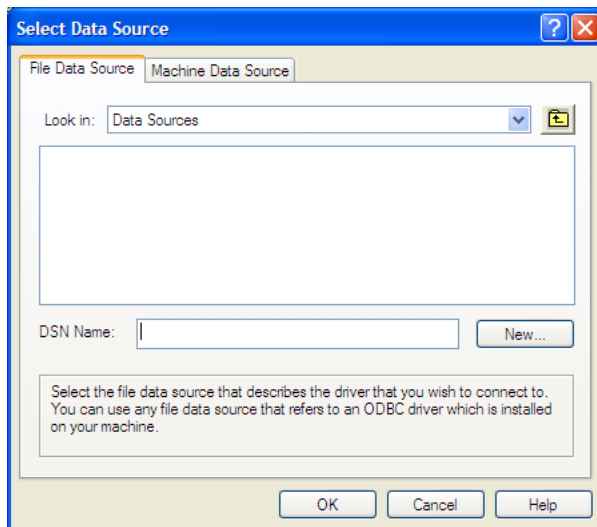 Select Data Source
File Data Source
Machine Data Source
Look in:
Data Sources
DSN Name:
New...
Select the file data source that describes the driver that you wish to connect to.
You can use any file data source that refers to an ODBC driver which is installed
on your machine.
OK
Cancel
Help